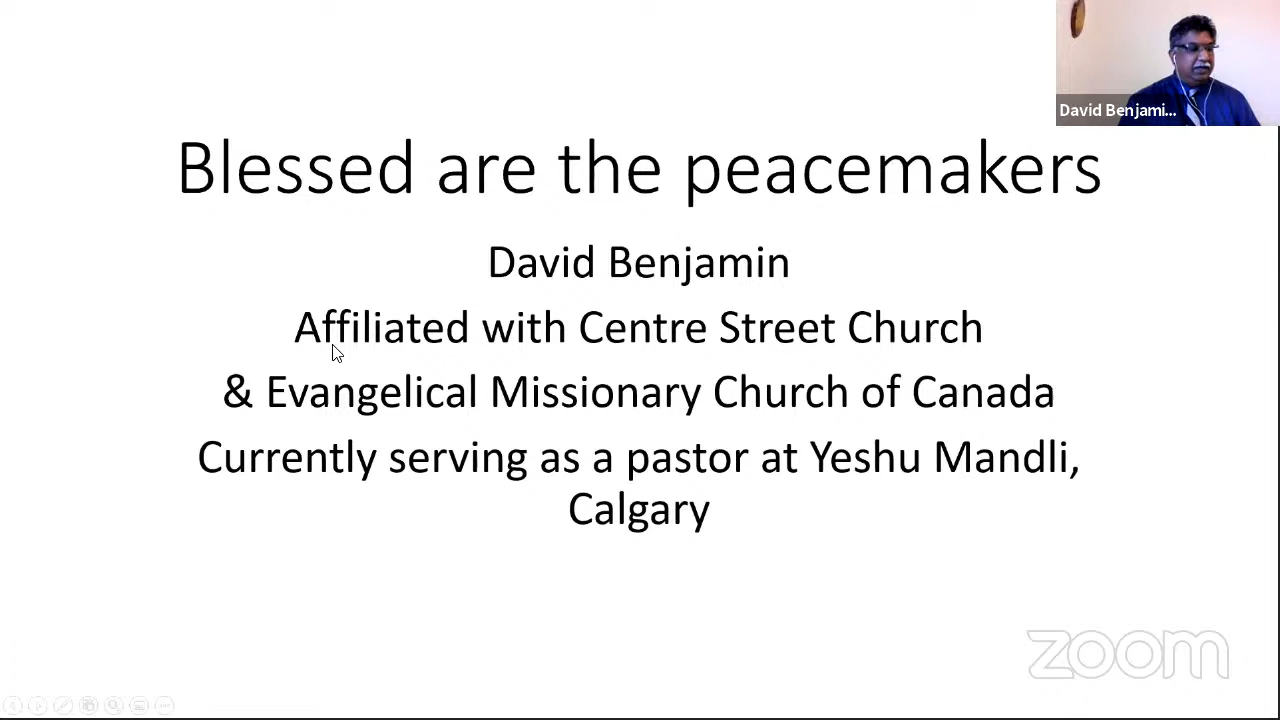 David Benjami...
Blessed are the peacemakers
David Benjamin
Affiliated with Centre Street Church
& Evangelical Missionary Church of Canada
Currently serving as a pastor at Yeshu Mandli,
Calgary
zoom